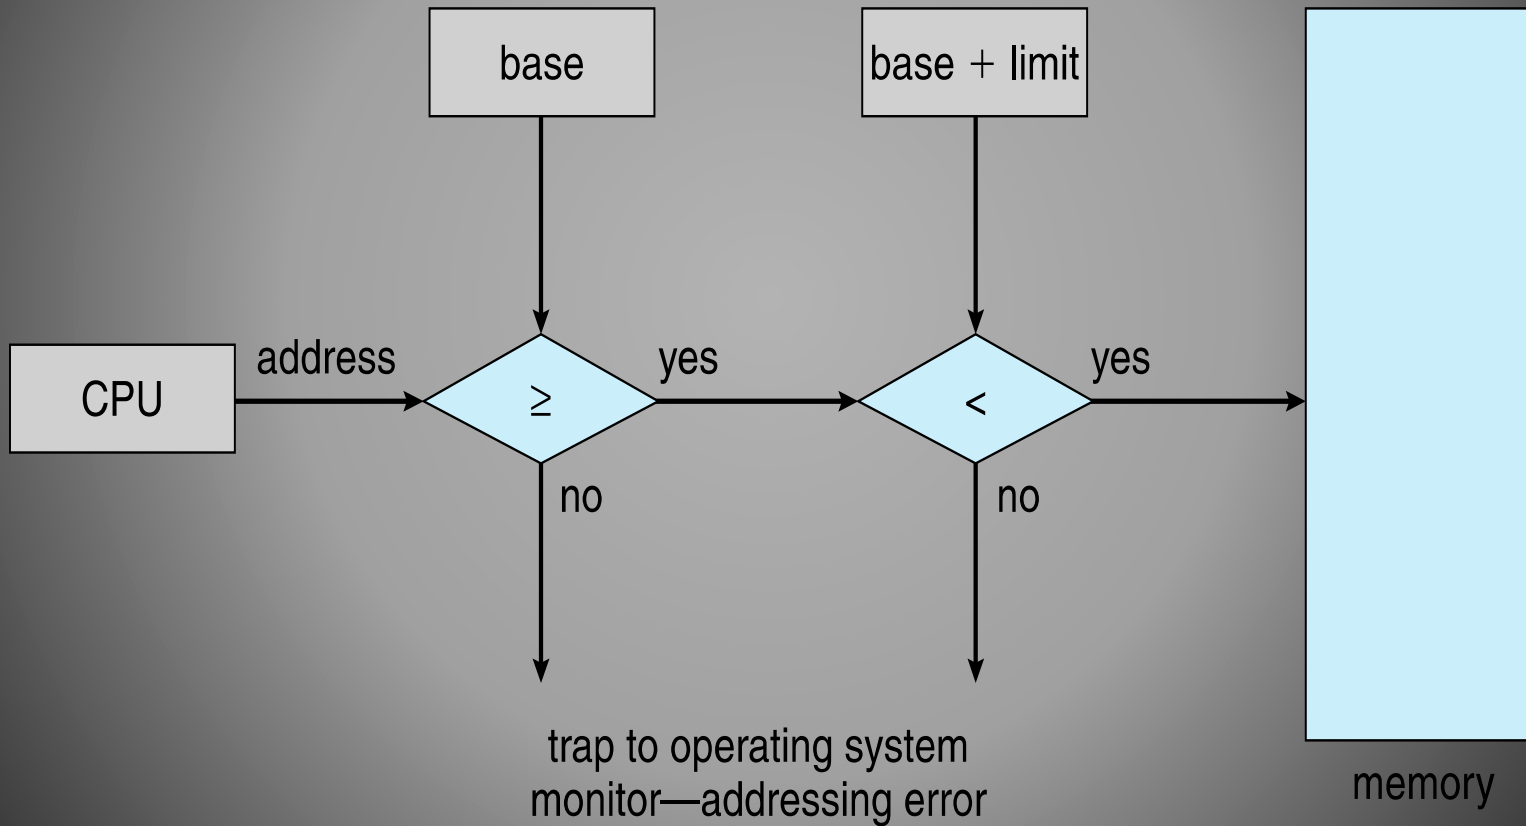 base
base + limit
CPU
address
≥
yes
<
yes
no
no
trap to operating system
monitor—addressing error
memory